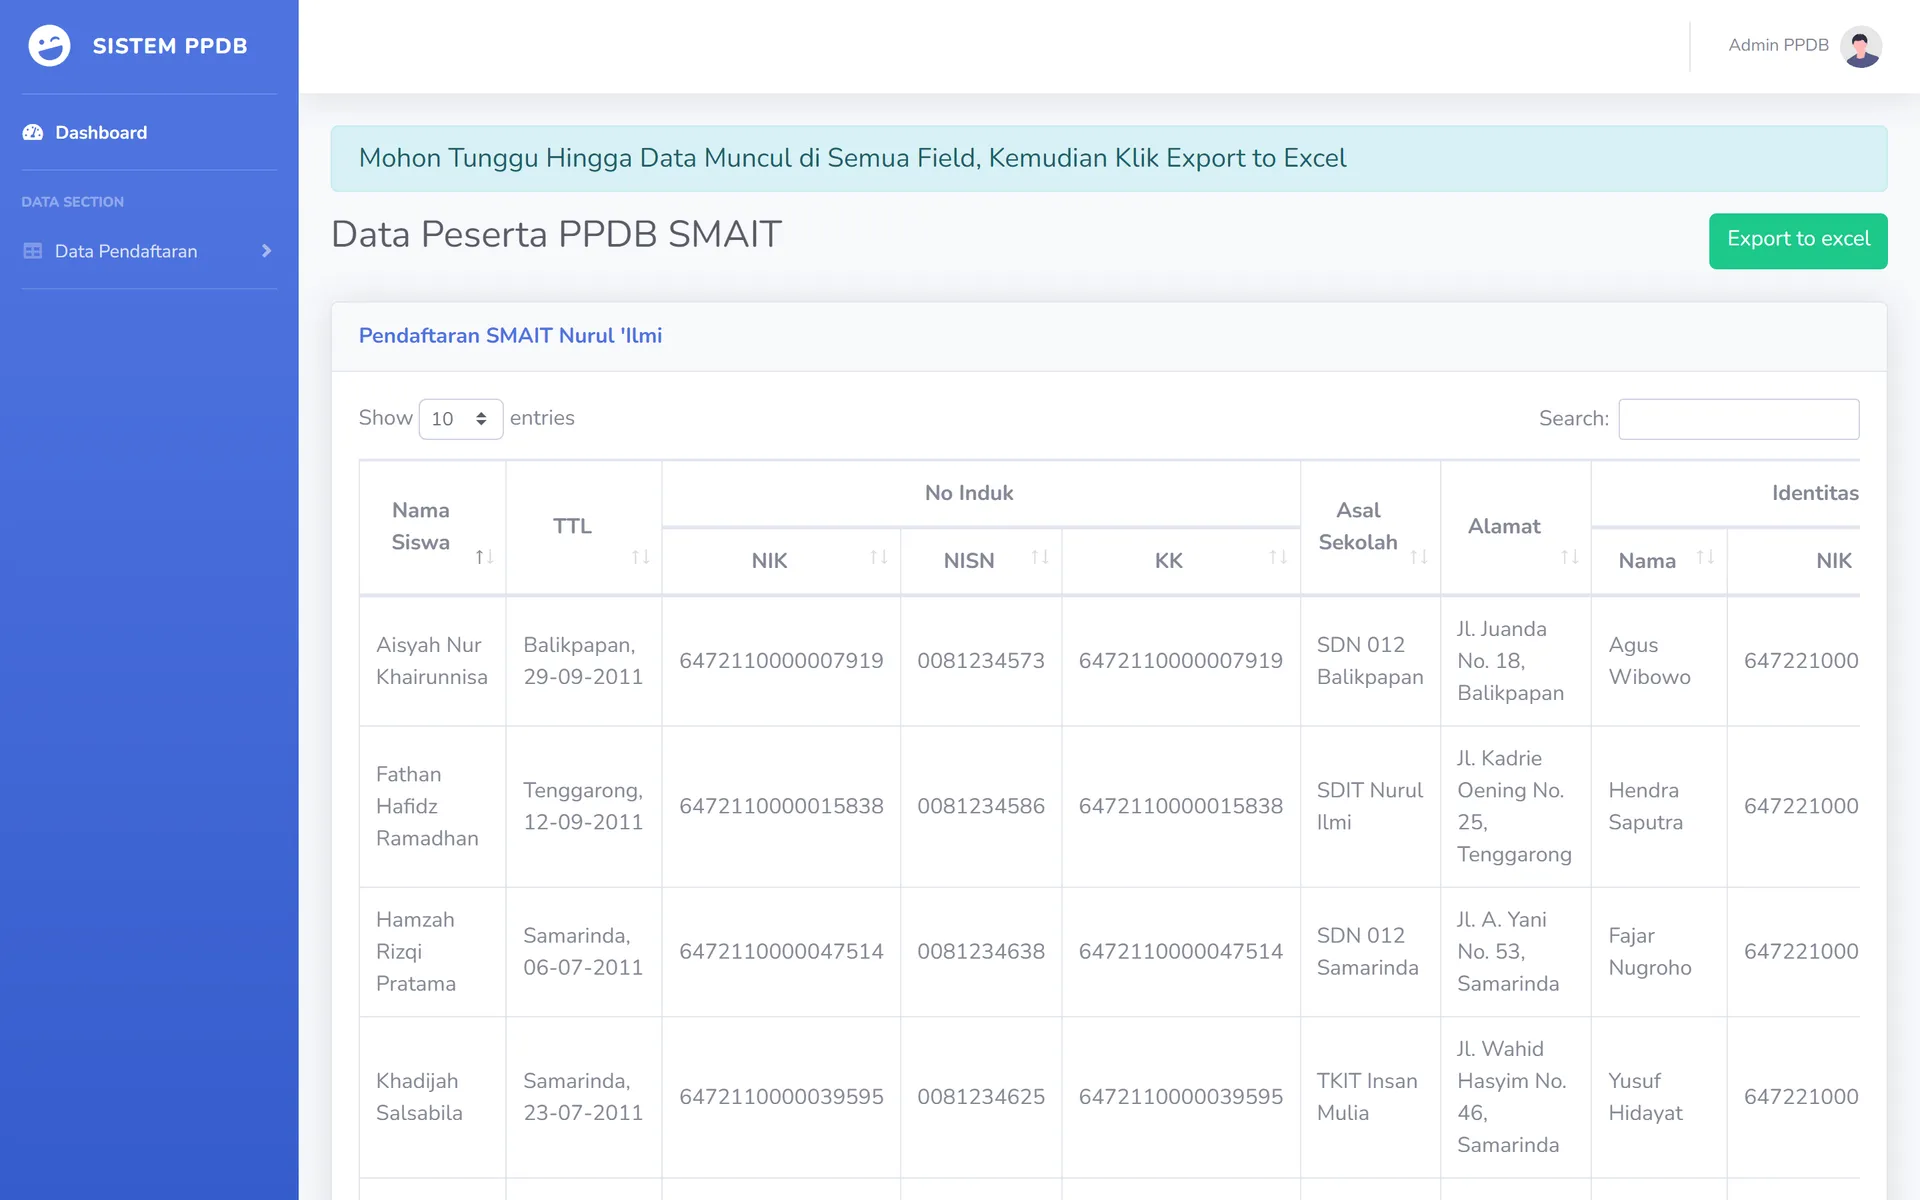 SISTEM PPDB
Dashboard
DATA SECTION
Data Pendaftaran
Admin PPDB
Mohon Tunggu Hingga Data Muncul di Semua Field, Kemudian Klik Export to Excel
Data Peserta PPDB SMAIT
Export to excel
Pendaftaran SMAIT Nurul 'Ilmi
Show 10 entries
Search:
Nama
Siswa
TTL
No Induk
NIK
NISN
KK
Asal
Sekolah
Alamat
Identitas
Nama
NIK
Aisyah Nur
Khairunnisa
Balikpapan,
29-09-2011
6472110000007919
0081234573
6472110000007919
SDN 012
Balikpapan
Jl. Juanda
No. 18,
Balikpapan
Agus
Wibowo
647221000
Fathan
Hafidz
Ramadhan
Tenggarong,
12-09-2011
6472110000015838
0081234586
6472110000015838
SDIT Nurul
Ilmi
Jl. Kadrie
Oening No.
25,
Tenggarong
Hendra
Saputra
647221000
Hamzah
Rizqi
Pratama
Samarinda,
06-07-2011
6472110000047514
0081234638
6472110000047514
SDN 012
Samarinda
Jl. A. Yani
No. 53,
Samarinda
Fajar
Nugroho
647221000
Khadijah
Salsabila
Samarinda,
23-07-2011
6472110000039595
0081234625
6472110000039595
TKIT Insan
Mulia
Jl. Wahid
Hasyim No.
46,
Samarinda
Yusuf
Hidayat
647221000